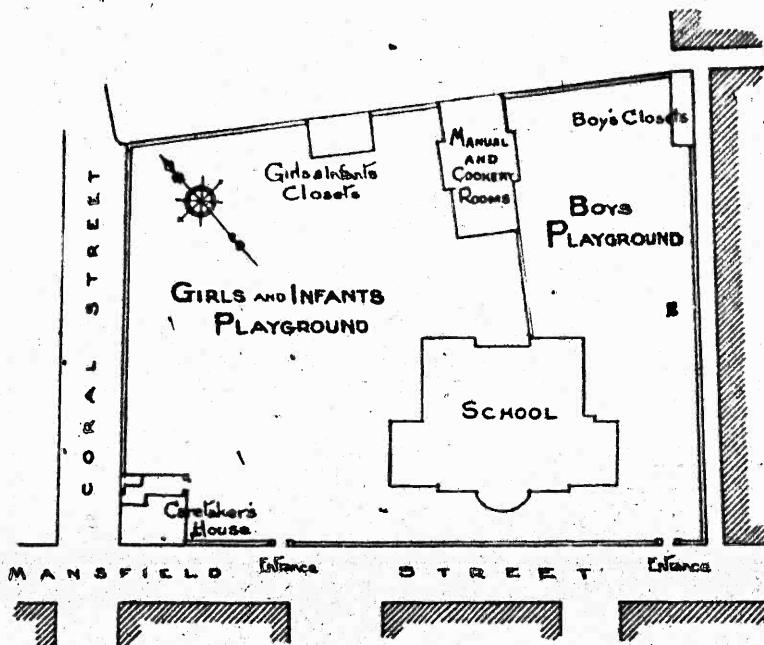 Boy's Closets
MANUAL
AND
COOKERY
ROOMS
Girls & Infants
Closets
BOYS
PLAYGROUND
GIRLS AND INFANTS
PLAYGROUND
CORAL STREET
SCHOOL
Caretaker's
House
Entrance
Entrance
MANSFIELD STREET